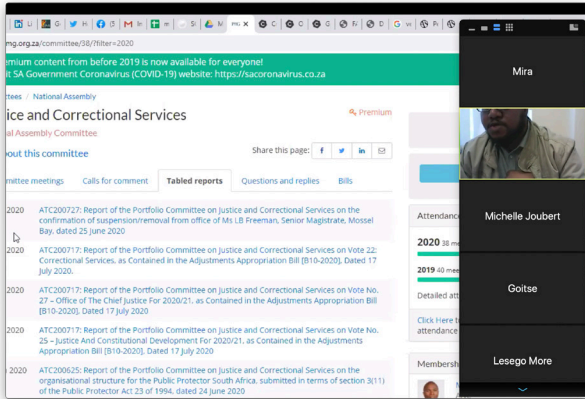 mg.org.za/committee/38/?filter=2020
emium content from before 2019 is now available for everyone!
it SA Government Coronavirus (COVID-19) website: https://sacoronavirus.co.za
ttees / National Assembly
ice and Correctional Services
Premium
al Assembly Committee
out this committee
Share this page:
mmittee meetings Calls for comment Tabled reports Questions and replies Bills
2020 ATC200727: Report of the Portfolio Committee on Justice and Correctional Services on the
confirmation of suspension/removal from office of Ms LB Freeman, Senior Magistrate, Mossel
Bay, dated 25 June 2020
2020 ATC200717: Report of the Portfolio Committee on Justice and Correctional Services on Vote 22:
Correctional Services, as Contained in the Adjustments Appropriation Bill [B10-2020], Dated 17
July 2020.
2020 ATC200717: Report of the Portfolio Committee on Justice and Correctional Services on Vote No.
27 – Office of The Chief Justice For 2020/21, as Contained in the Adjustments Appropriation Bill
[B10-2020], Dated 17 July 2020
2020 ATC200717: Report of the Portfolio Committee on Justice and Correctional Services on Vote No.
25 – Justice And Constitutional Development For 2020/21, as Contained in the Adjustments
Appropriation Bill [B10-2020], Dated 17 July 2020
2020 ATC200625: Report of the Portfolio Committee on Justice and Correctional Services on the
organisational structure for the Public Protector South Africa, submitted in terms of section 3(11)
of the Public Protector Act 23 of 1994, dated 24 June 2020
Attendance
2020 38 me
2019 40 mee
Detailed att
Click Here t
attendance
Membersh
Mira
Michelle Joubert
Goitse
Lesego More